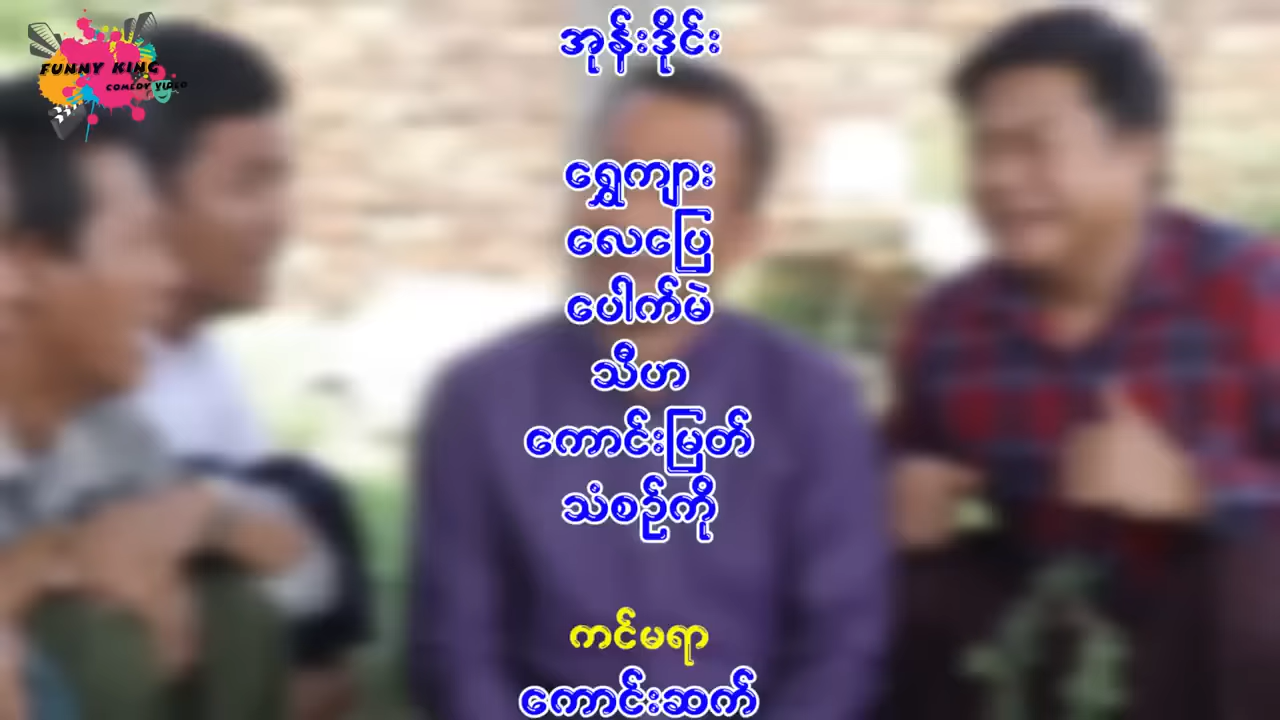 FUNNY KING
COMEDY VIDEO
အုန်းဒိုင်း
ရွှေကျား
လေပြေ
ပေါက်မဲ
သီဟ
ကောင်းမြတ်
သံစဉ်ကို
ကင်မရာ
ကောင်းဆက်